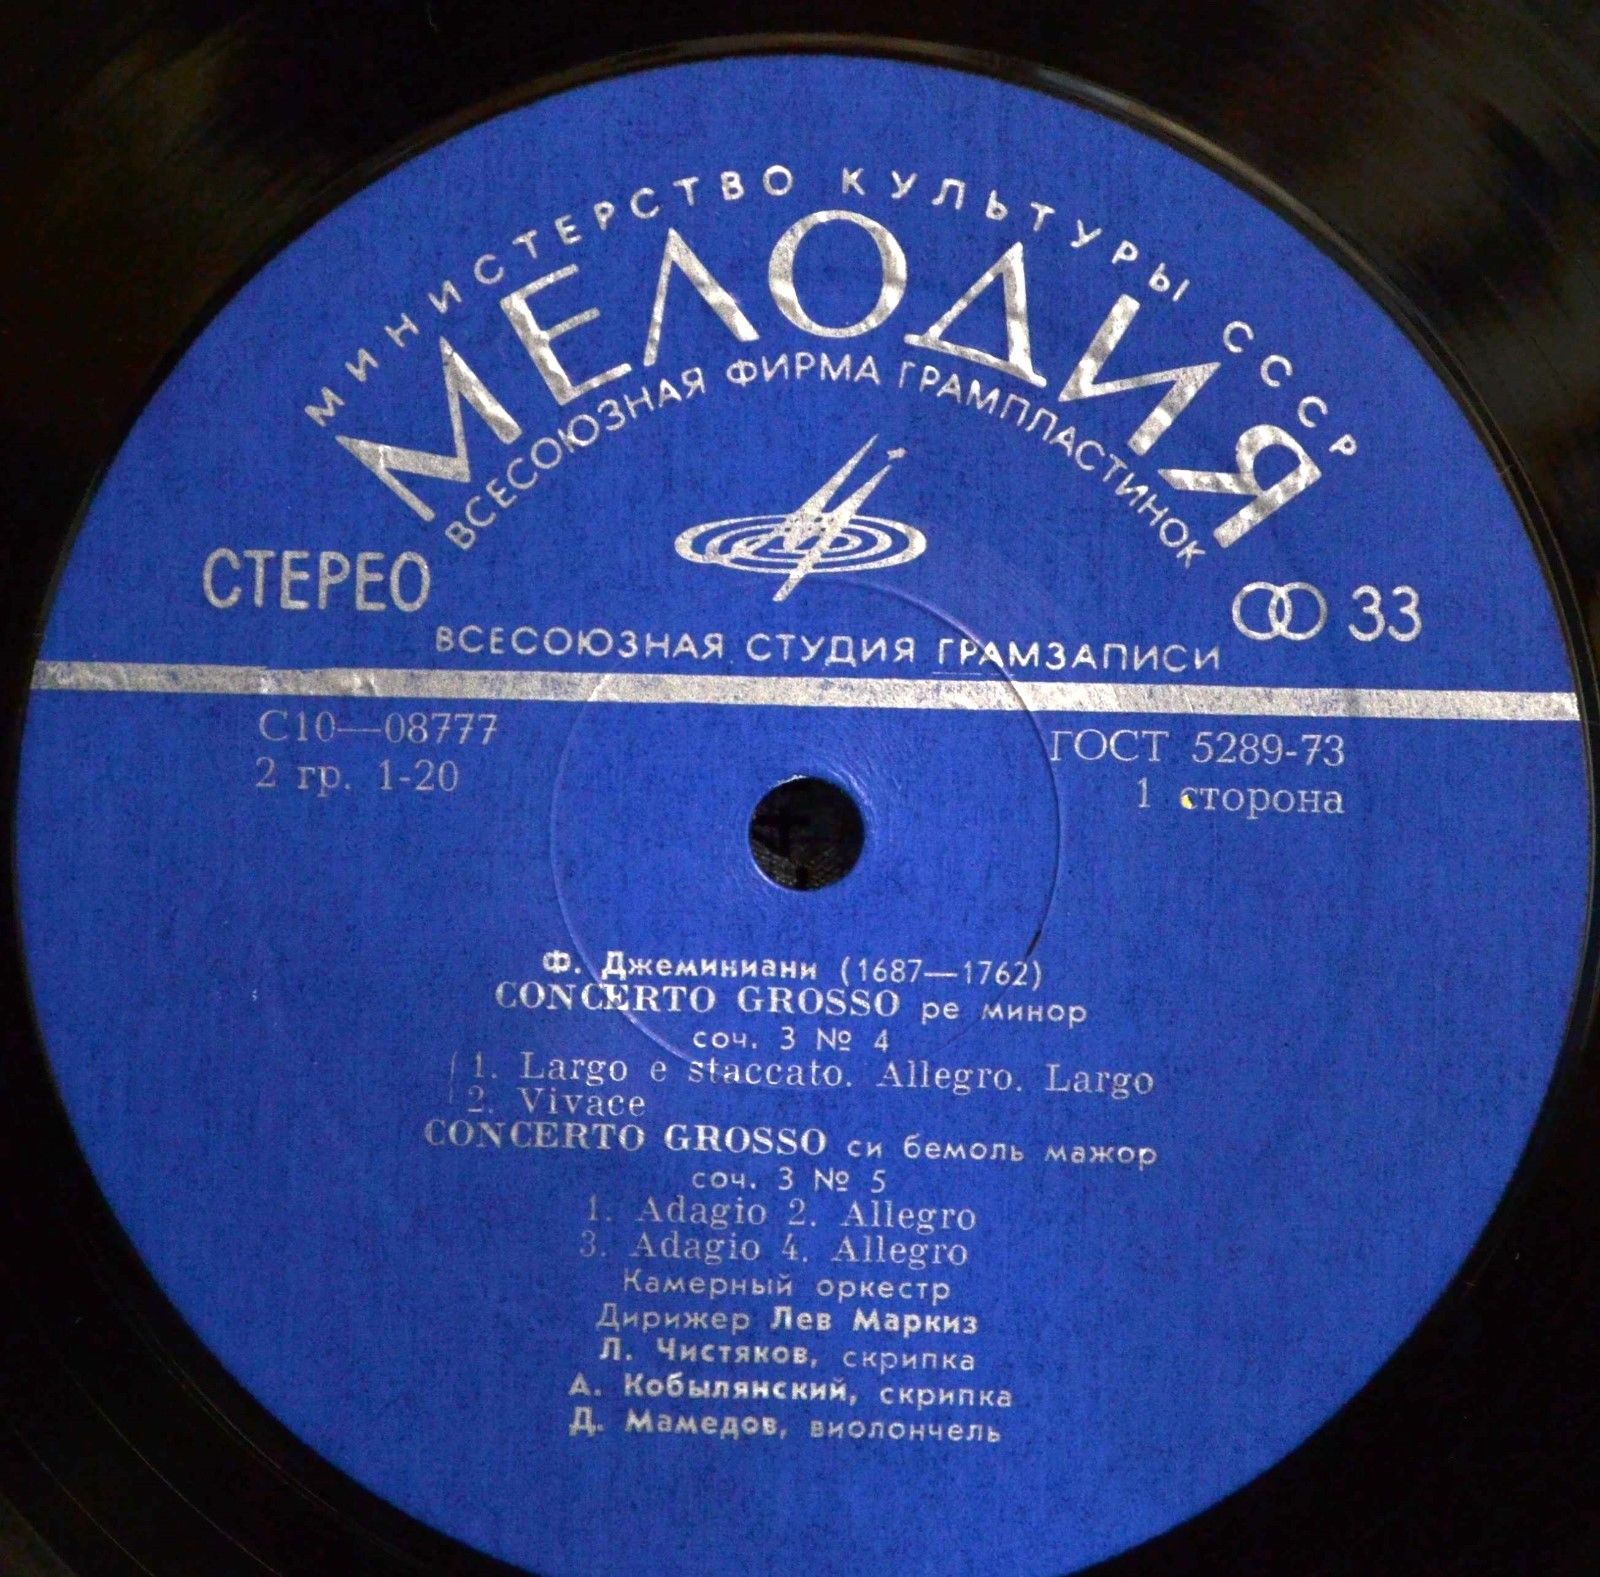 МИНИСТЕРСТВО КУЛЬТУРЫ СССР
МЕЛОДИЯ
ВСЕСОЮЗНАЯ ФИРМА ГРАМПЛАСТИНОК
СТЕРЕО
33
ВСЕСОЮЗНАЯ СТУДИЯ ГРАМЗАПИСИ
С10—08777
ГОСТ 5289-73
2 гр. 1-20
1 сторона
Ф. Джеминиани (1687—1762)
CONCERTO GROSSO ре минор
соч. 3 № 4
1. Largo e staccato. Allegro. Largo
2. Vivace
CONCERTO GROSSO си бемоль мажор
соч. 3 № 5
1. Adagio 2. Allegro
3. Adagio 4. Allegro
Камерный оркестр
Дирижер Лев Маркиз
Л. Чистяков, скрипка
А. Кобылянский, скрипка
Д. Мамедов, виолончель